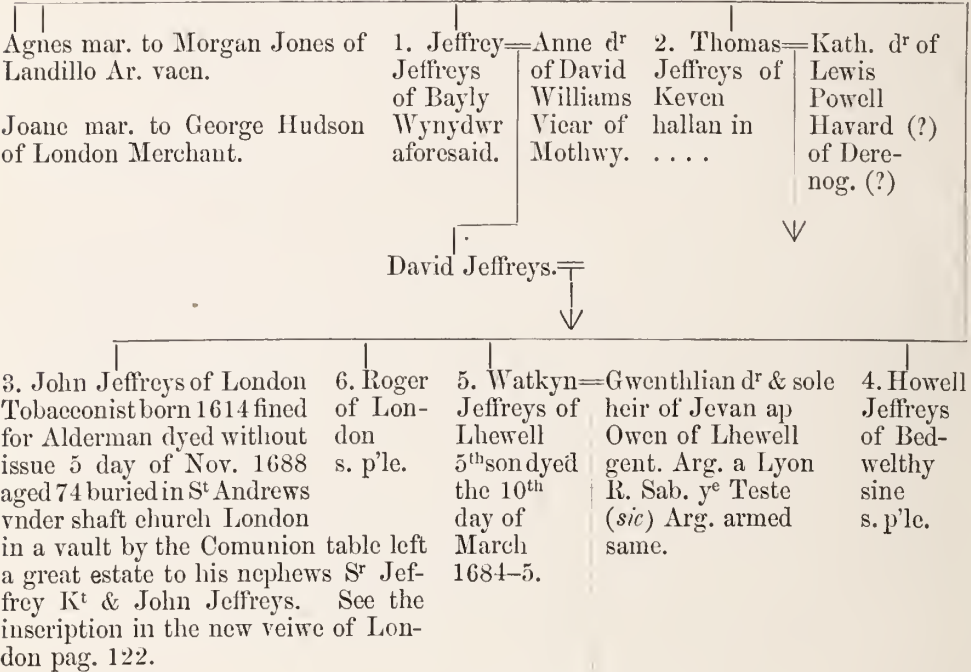 Agnes mar. to Morgan Jones of
Landillo Ar. vacn.
Joane mar. to George Hudson
of London Merchant.
1. Jeffrey
Jeffreys
of Bayly
Wynydwr
aforesaid.
Anne dʳ
of David
Williams
Vicar of
Mothwy.
2. Thomas
Jeffreys of
Keven
hallan in
. . . .
Kath. dʳ of
Lewis
Powell
Havard (?)
of Dere-
nog. (?)
David Jeffreys.
3. John Jeffreys of London
Tobacconist born 1614 fined
for Alderman dyed without
issue 5 day of Nov. 1688
aged 74 buried in Sᵗ Andrews
vnder shaft church London
in a vault by the Comunion table left
a great estate to his nephews Sʳ Jef-
frey Kᵗ & John Jeffreys. See the
inscription in the new veiwe of Lon-
don pag. 122.
6. Roger
of Lon-
don
s. p'le.
5. Watkyn
Jeffreys of
Lhewell
5ᵗʰ son dyed
the 10ᵗʰ
day of
March
1684–5.
Gwenthlian dʳ & sole
heir of Jevan ap
Owen of Lhewell
gent. Arg. a Lyon
R. Sab. yᵉ Teste
(sic) Arg. armed
same.
4. Howell
Jeffreys
of Bed-
welthy
sine
s. p'le.